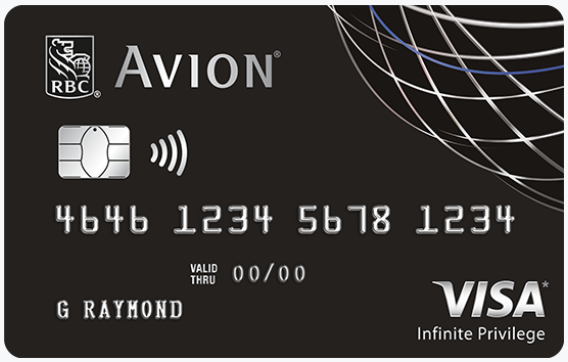 RBC® AVION®
4646 1234 5678 1234
VALID THRU 00/00
G RAYMOND
VISA*
Infinite Privilege